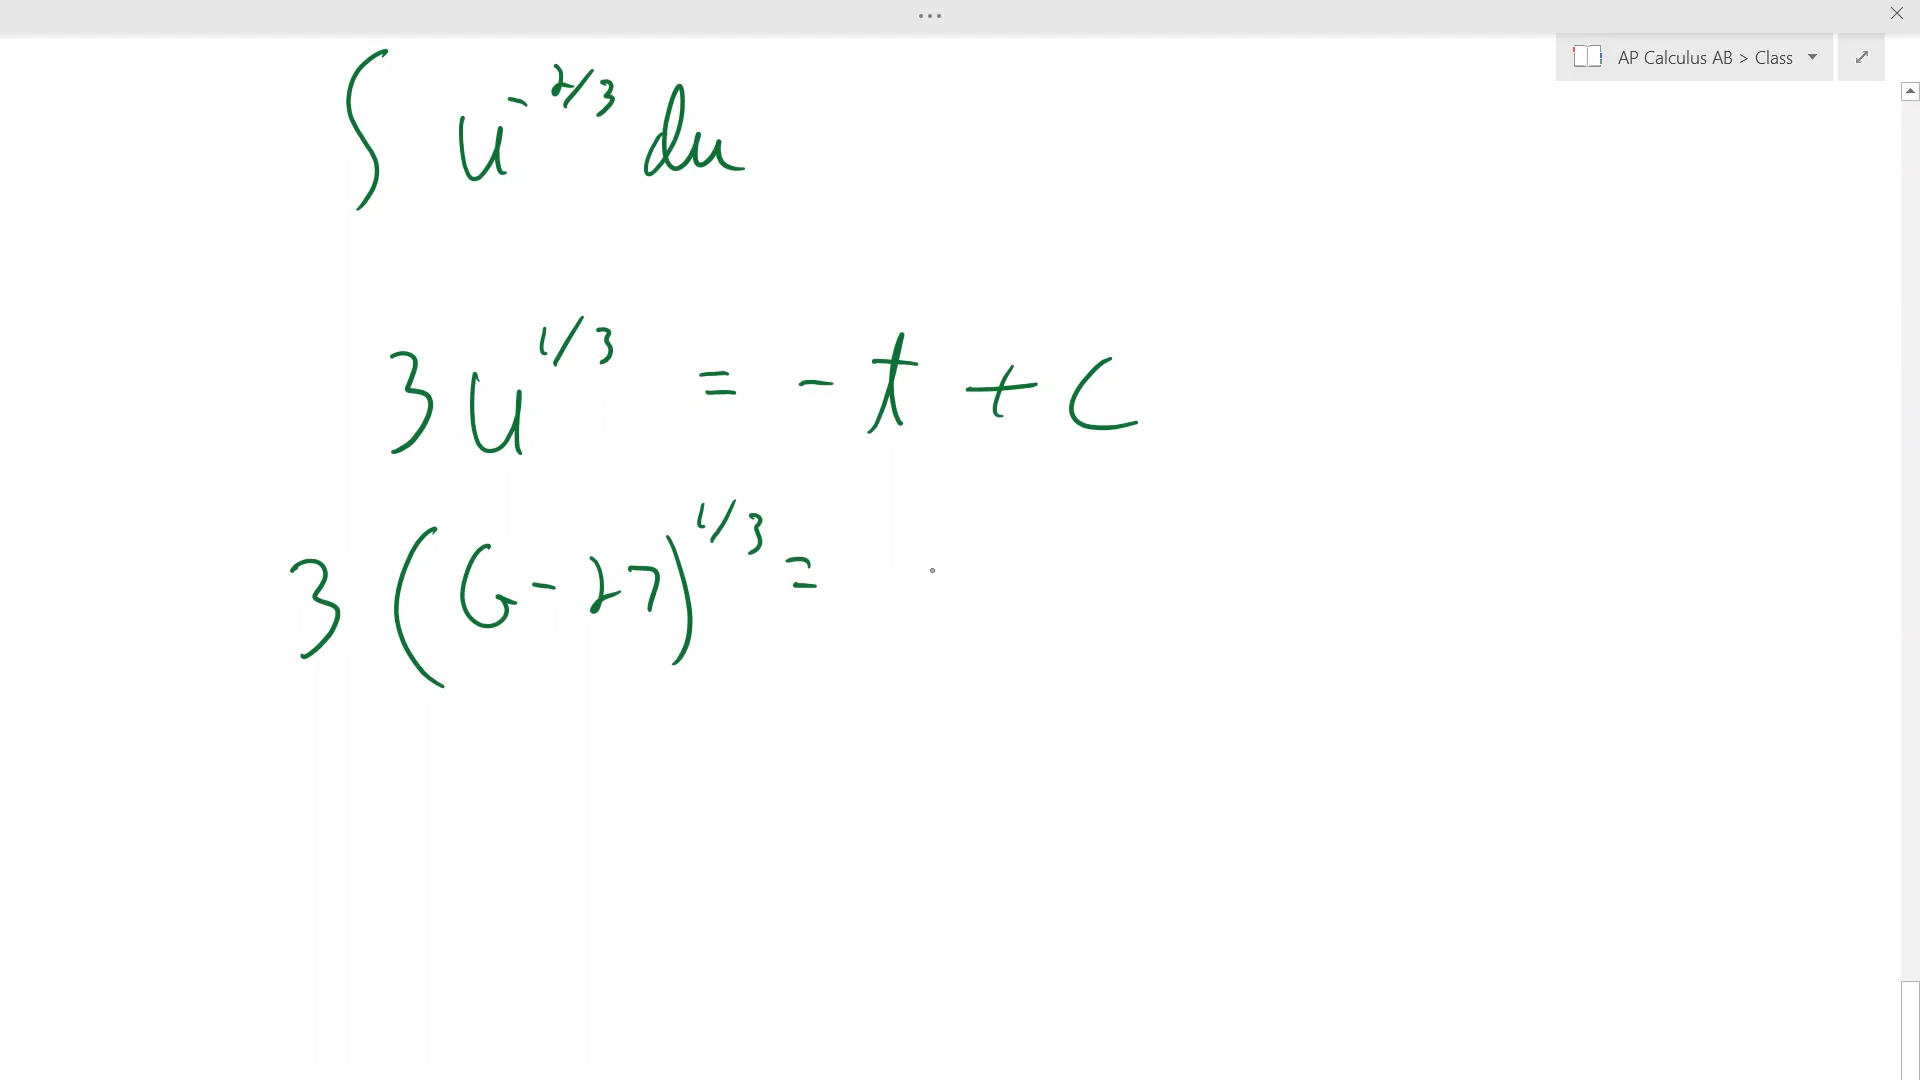 ...
AP Calculus AB > Class
∫ u^{-2/3} du
3u^{1/3} = -t + C
3(G-27)^{1/3} =